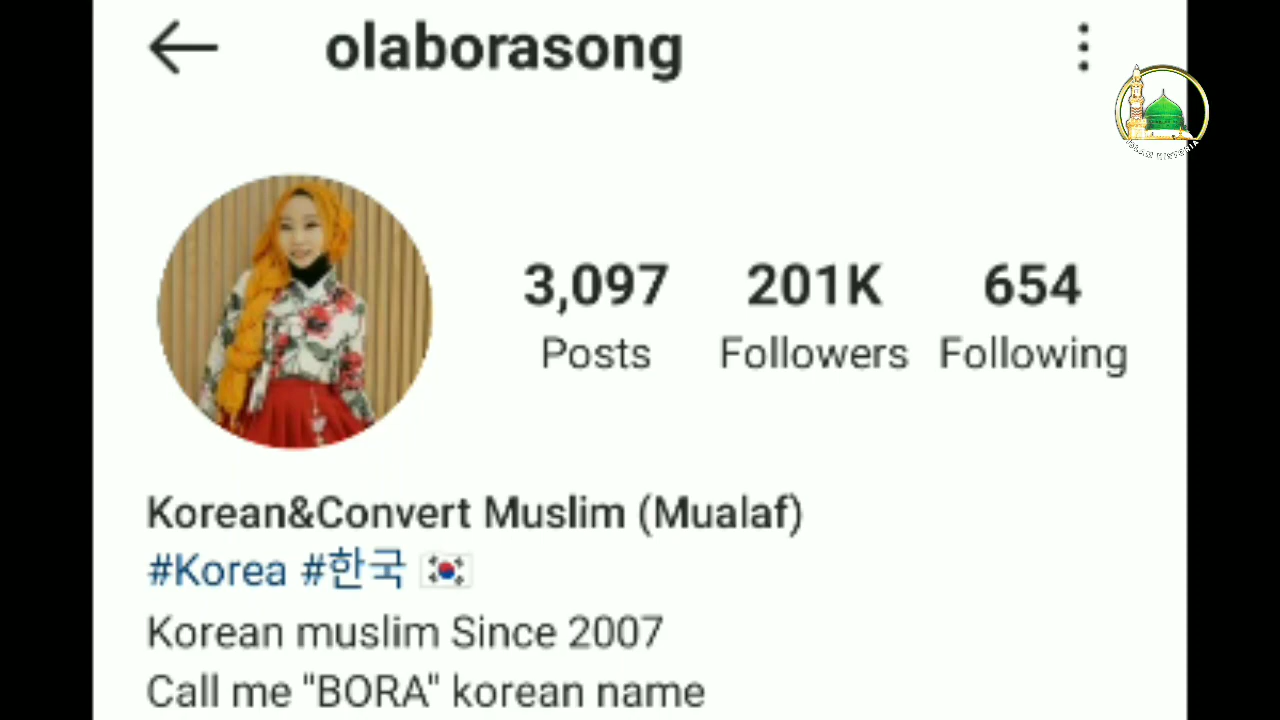 olaborasong
3,097 201K 654
Posts Followers Following
Korean&Convert Muslim (Mualaf)
#Korea #한국
Korean muslim Since 2007
Call me "BORA" korean name